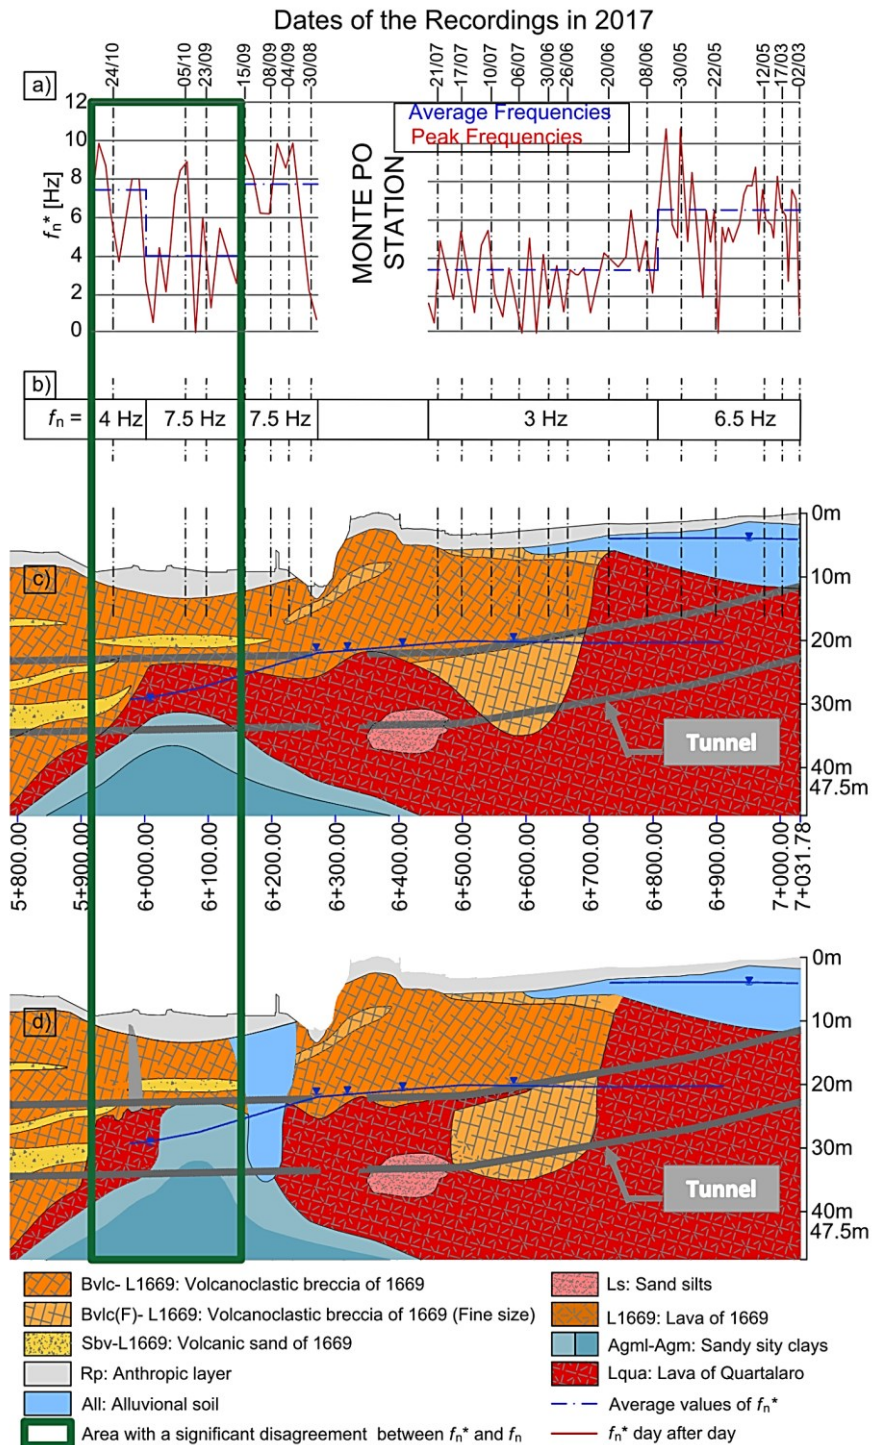 Dates of the Recordings in 2017
24/10 05/10 23/09 15/09 08/09 04/09 30/08 21/07 17/07 10/07 06/07 30/06 26/06 20/06 08/06 30/05 22/05 12/05 17/03 02/03
a)
12
10
8
6
4
2
0
fn* [Hz]
Average Frequencies
Peak Frequencies
MONTE PO
STATION
b)
fn = 4 Hz 7.5 Hz 7.5 Hz 3 Hz 6.5 Hz
c)
0m
10m
20m
30m
40m
47.5m
Tunnel
5+800.00 5+900.00 6+000.00 6+100.00 6+200.00 6+300.00 6+400.00 6+500.00 6+600.00 6+700.00 6+800.00 6+900.00 7+000.00 7+031.78
d)
0m
10m
20m
30m
40m
47.5m
Tunnel
Bvlc- L1669: Volcanoclastic breccia of 1669
Bvlc(F)- L1669: Volcanoclastic breccia of 1669 (Fine size)
Sbv-L1669: Volcanic sand of 1669
Rp: Anthropic layer
All: Alluvional soil
Area with a significant disagreement between fn* and fn
Ls: Sand silts
L1669: Lava of 1669
Agml-Agm: Sandy sity clays
Lqua: Lava of Quartalaro
Average values of fn*
fn* day after day